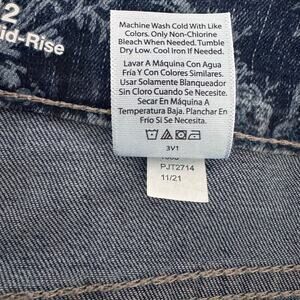 2
id-Rise
Machine Wash Cold With Like
Colors. Only Non-Chlorine
Bleach When Needed. Tumble
Dry Low. Cool Iron If Needed.
Lavar A Máquina Con Agua
Fría Y Con Colores Similares.
Usar Solamente Blanqueador
Sin Cloro Cuando Se Necesite.
Secar En Máquina A
Temperatura Baja. Planchar En
Frío Si Se Necesita.
3V1
PJT2714
11/21